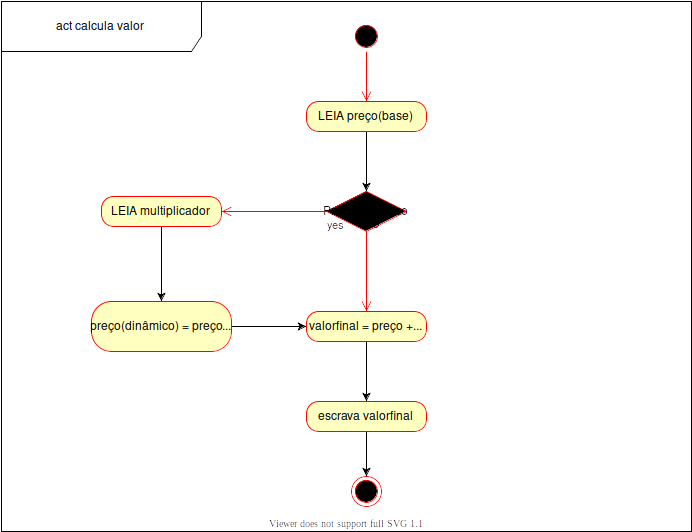 act calcula valor
LEIA preço(base)
LEIA multiplicador
yes
preço(dinâmico) = preço...
valorfinal = preço +...
escrava valorfinal
Viewer does not support full SVG 1.1